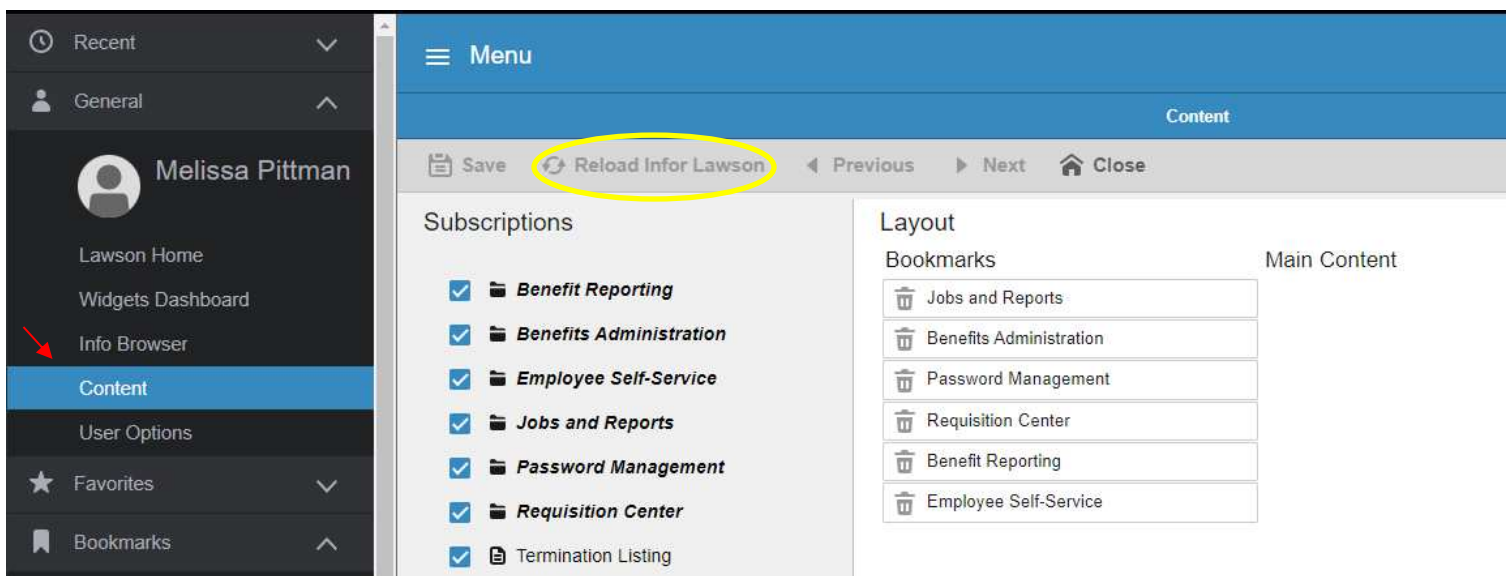 Recent
General
Melissa Pittman
Lawson Home
Widgets Dashboard
Info Browser
Content
User Options
Favorites
Bookmarks
Menu
Content
Save Reload Infor Lawson Previous Next Close
Subscriptions
Benefit Reporting
Benefits Administration
Employee Self-Service
Jobs and Reports
Password Management
Requisition Center
Termination Listing
Layout
Bookmarks
Jobs and Reports
Benefits Administration
Password Management
Requisition Center
Benefit Reporting
Employee Self-Service
Main Content